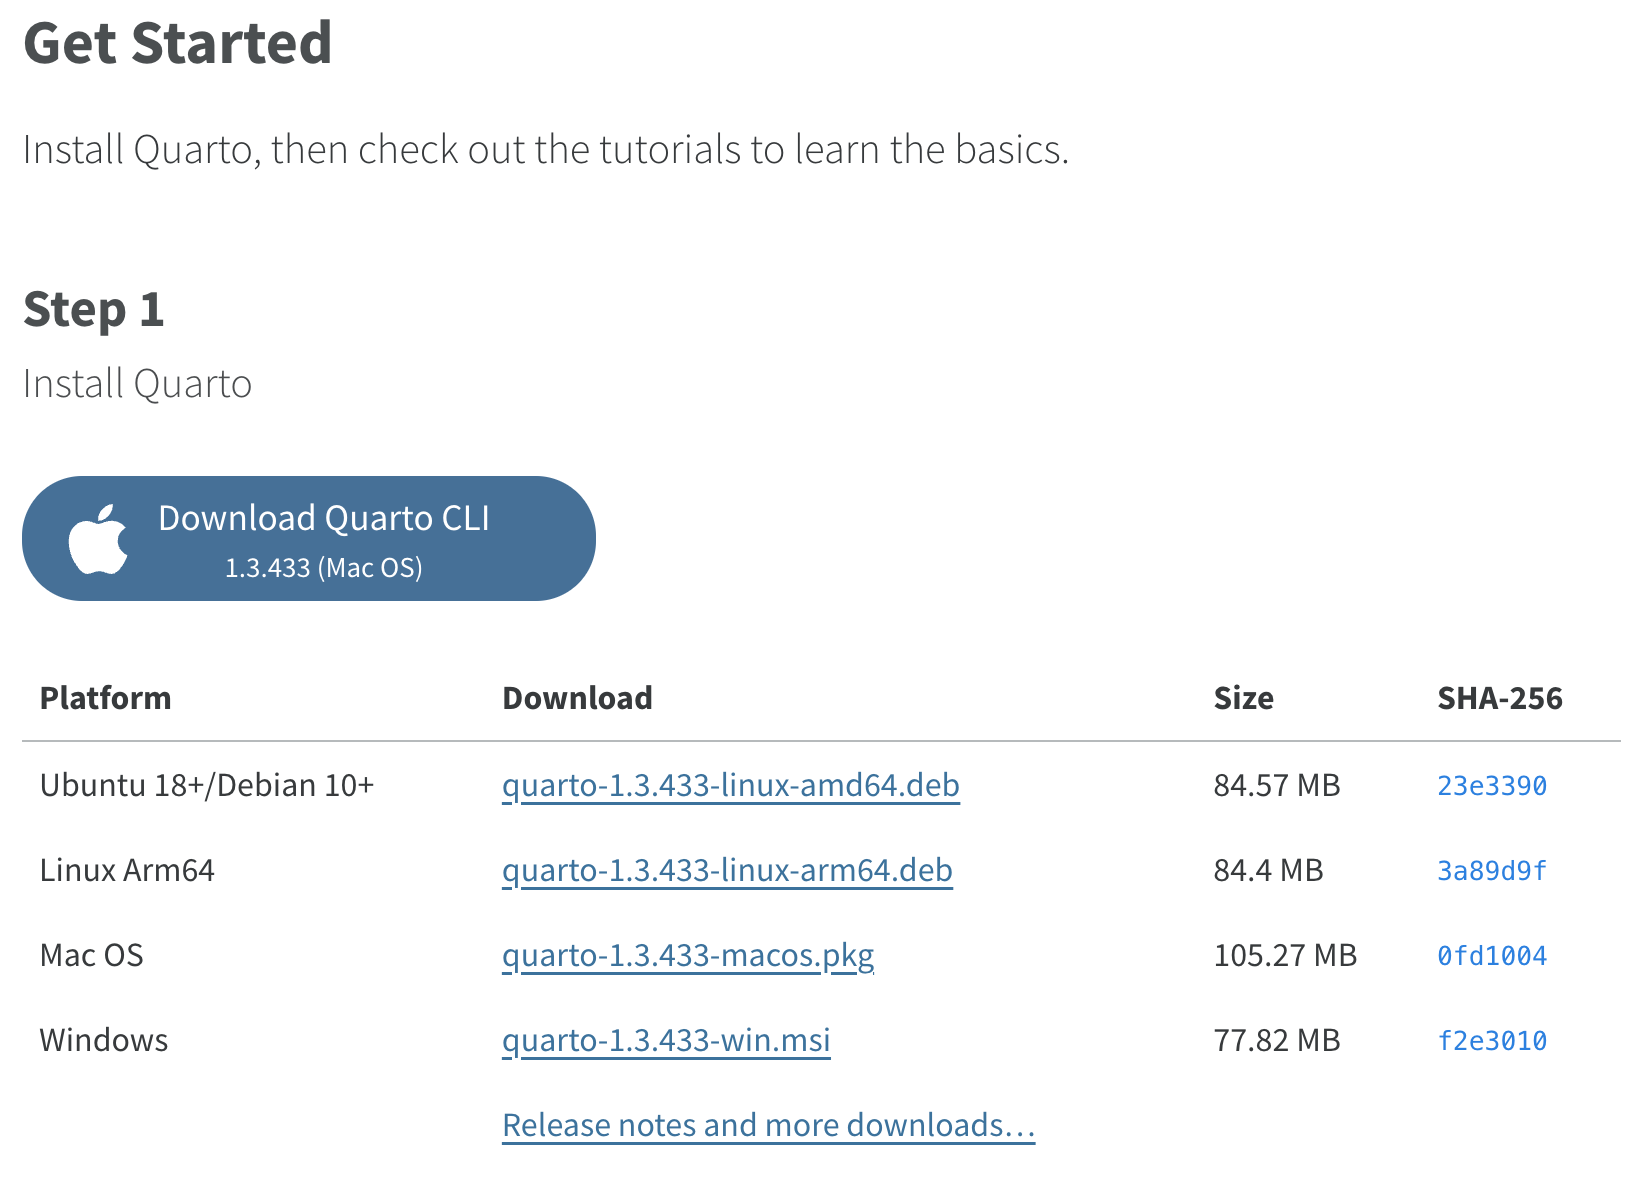 Get Started
Install Quarto, then check out the tutorials to learn the basics.
Step 1
Install Quarto
Download Quarto CLI
1.3.433 (Mac OS)
Platform Download Size SHA-256
Ubuntu 18+/Debian 10+ quarto-1.3.433-linux-amd64.deb 84.57 MB 23e3390
Linux Arm64 quarto-1.3.433-linux-arm64.deb 84.4 MB 3a89d9f
Mac OS quarto-1.3.433-macos.pkg 105.27 MB 0fd1004
Windows quarto-1.3.433-win.msi 77.82 MB f2e3010
Release notes and more downloads…